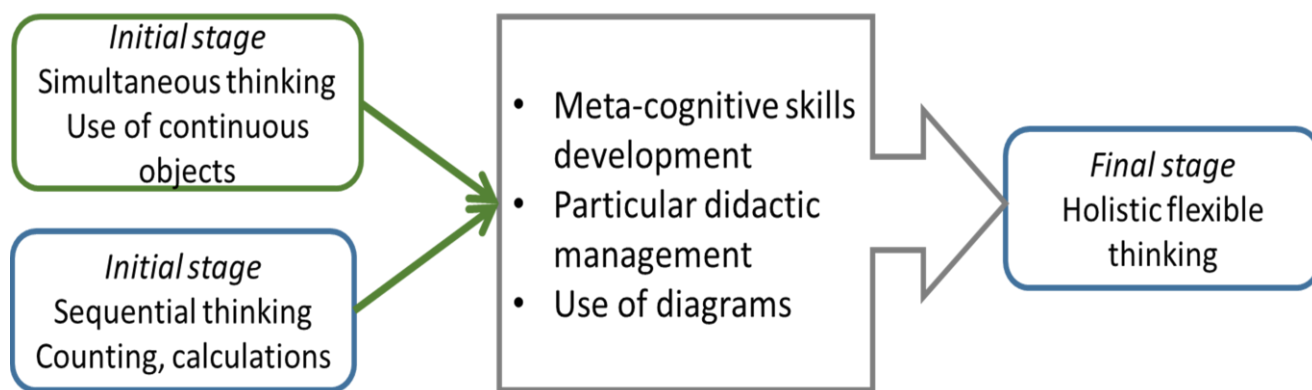 Initial stage
Simultaneous thinking
Use of continuous
objects
Initial stage
Sequential thinking
Counting, calculations
• Meta-cognitive skills
development
• Particular didactic
management
• Use of diagrams
Final stage
Holistic flexible
thinking